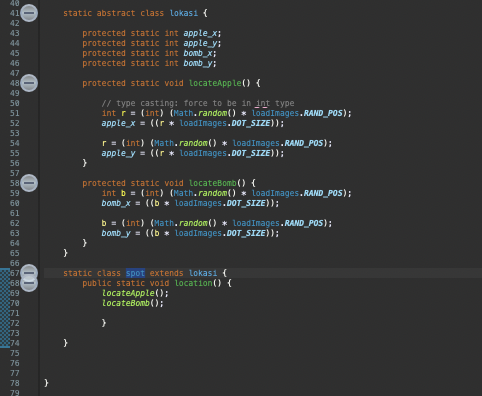 40
41 static abstract class lokasi {
42
43 protected static int apple_x;
44 protected static int apple_y;
45 protected static int bomb_x;
46 protected static int bomb_y;
47
48 protected static void locateApple() {
49
50 // type casting: force to be in int type
51 int r = (int) (Math.random() * loadImages.RAND_POS);
52 apple_x = ((r * loadImages.DOT_SIZE));
53
54 r = (int) (Math.random() * loadImages.RAND_POS);
55 apple_y = ((r * loadImages.DOT_SIZE));
56 }
57
58 protected static void locateBomb() {
59 int b = (int) (Math.random() * loadImages.RAND_POS);
60 bomb_x = ((b * loadImages.DOT_SIZE));
61
62 b = (int) (Math.random() * loadImages.RAND_POS);
63 bomb_y = ((b * loadImages.DOT_SIZE));
64 }
65 }
66
67 static class spot extends lokasi {
68 public static void location() {
69 locateApple();
70 locateBomb();
71
72 }
73
74 }
75
76
77
78 }
79